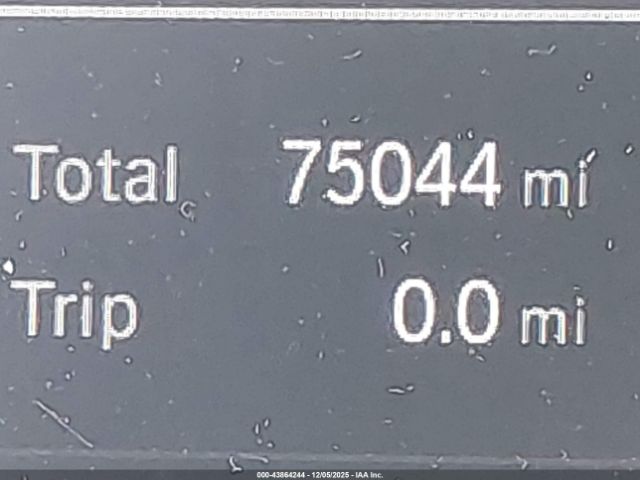 Total 75044 mi
Trip 0.0 mi
000-43864244 - 12/05/2025 - IAA Inc.